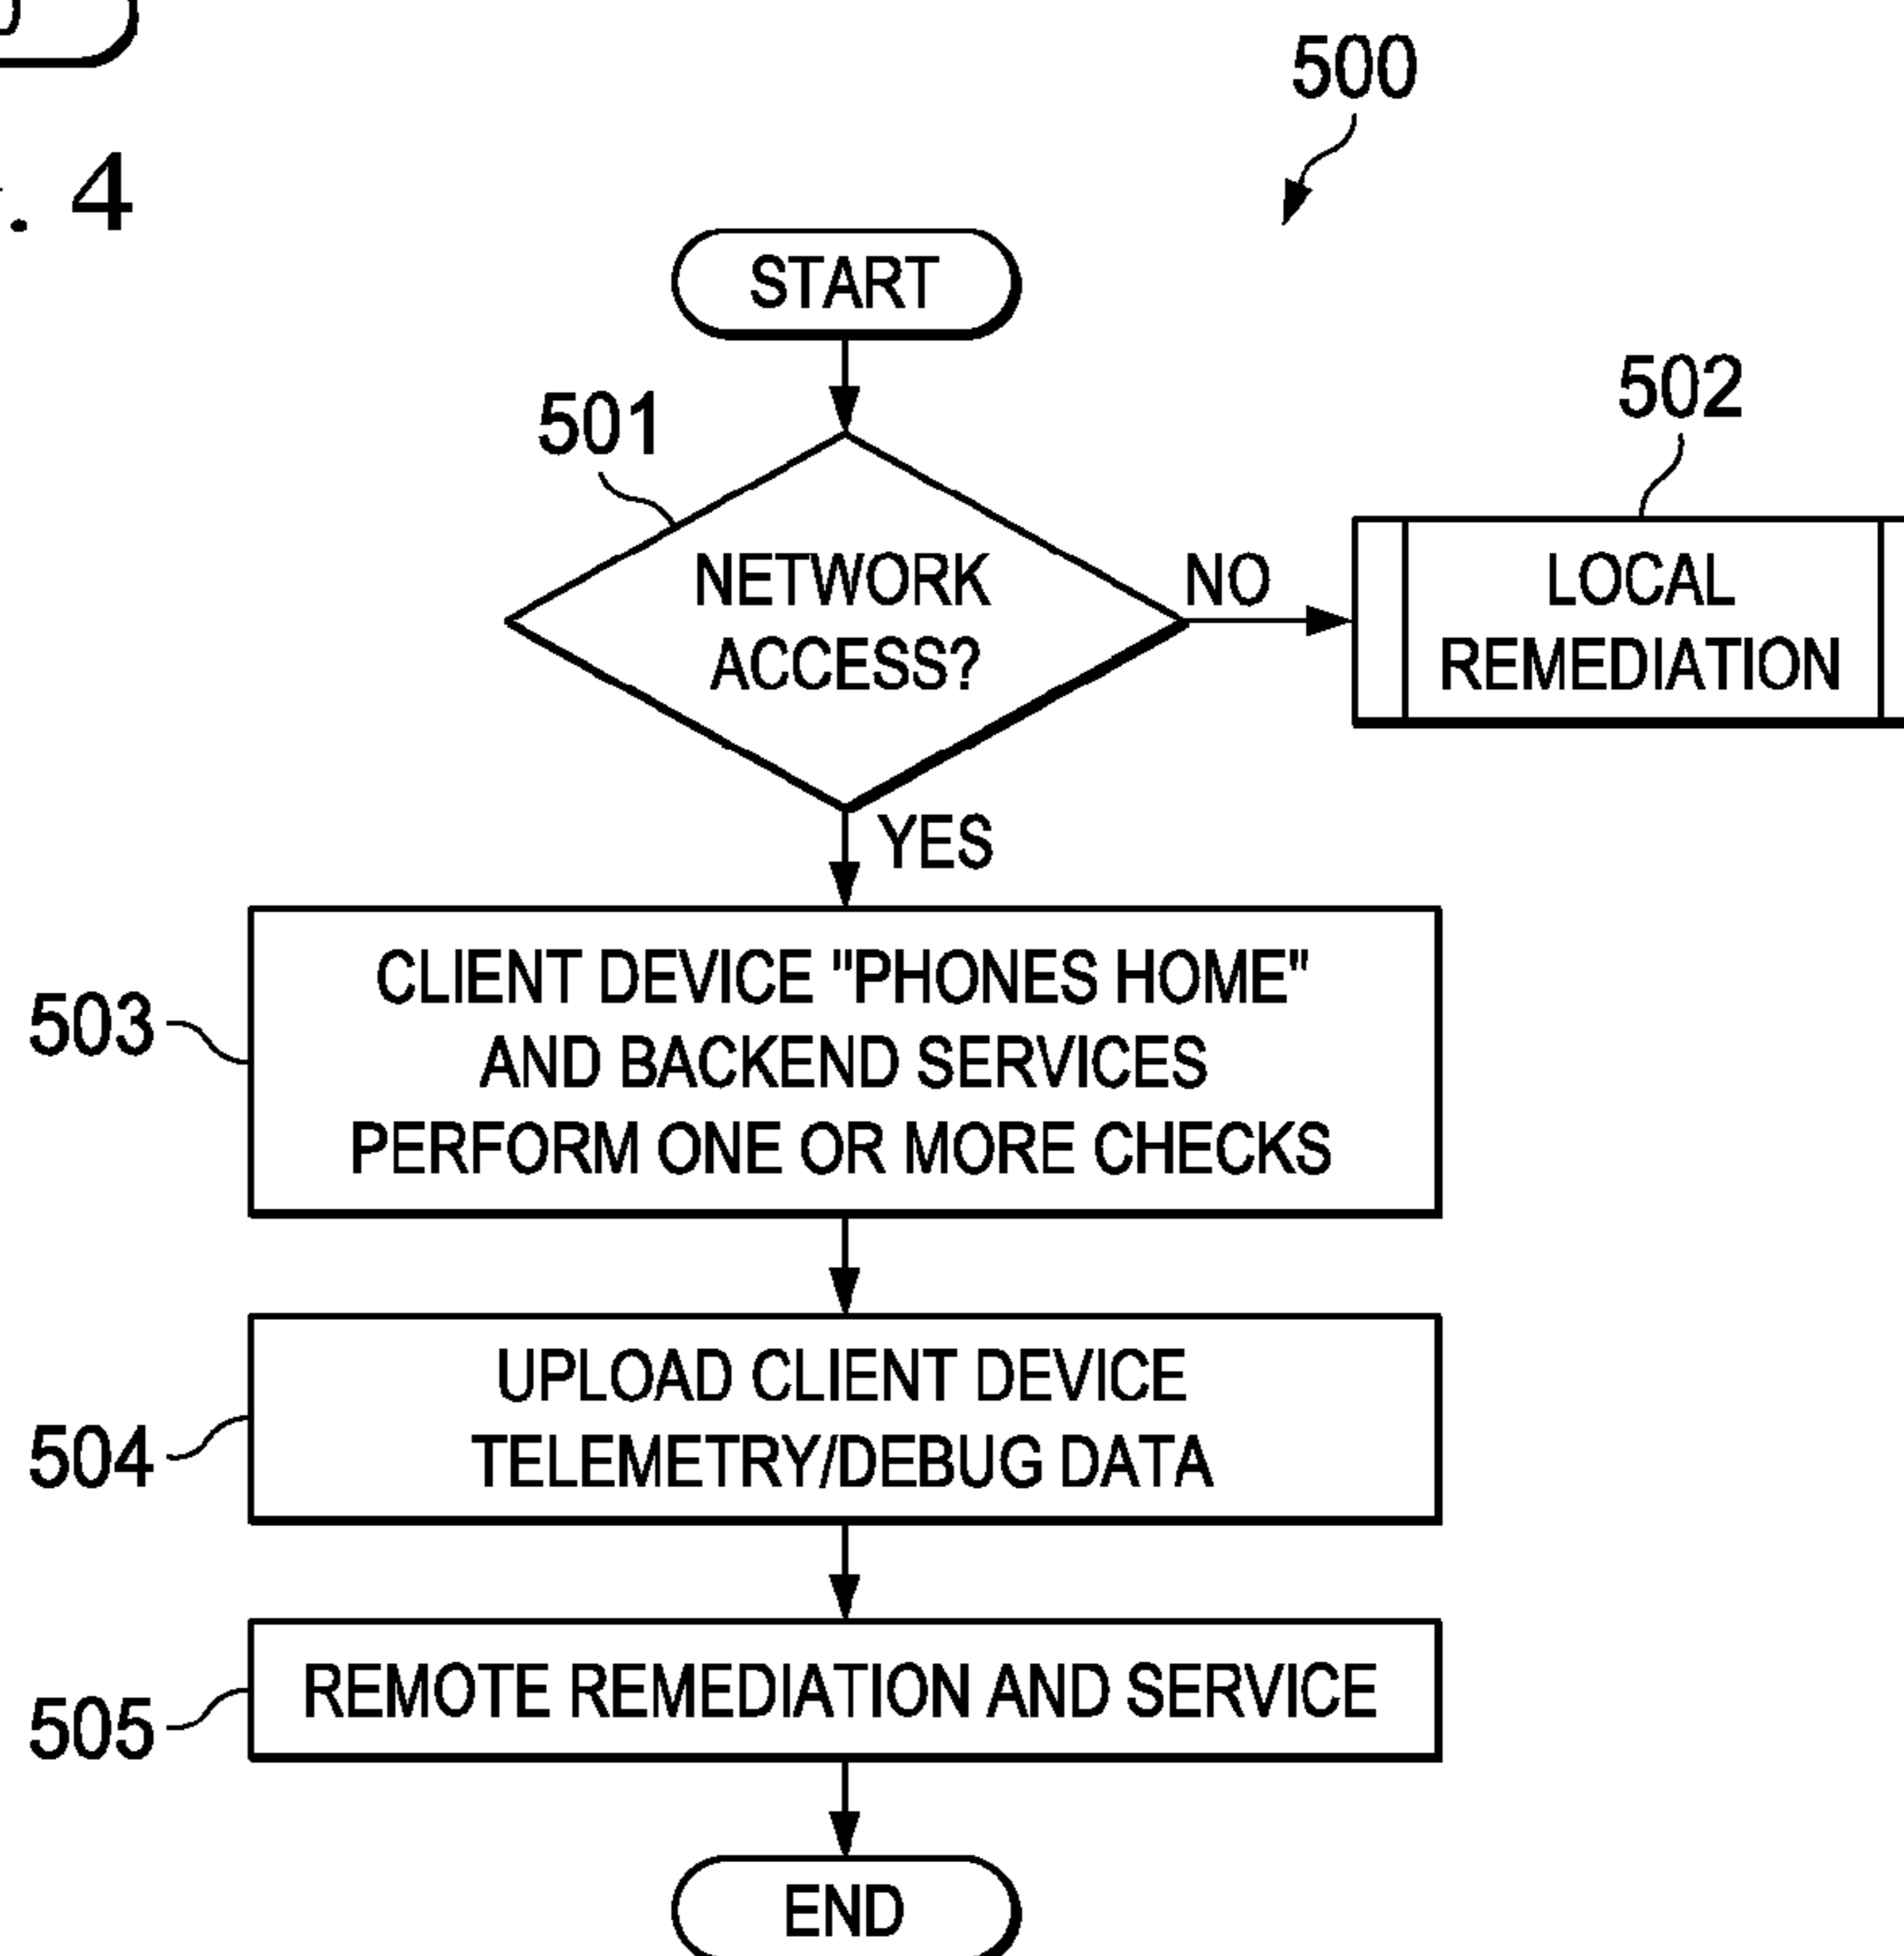 . 4
500
START
501
502
NETWORK
ACCESS?
NO
LOCAL
REMEDIATION
YES
503
CLIENT DEVICE "PHONES HOME"
AND BACKEND SERVICES
PERFORM ONE OR MORE CHECKS
504
UPLOAD CLIENT DEVICE
TELEMETRY/DEBUG DATA
505
REMOTE REMEDIATION AND SERVICE
END